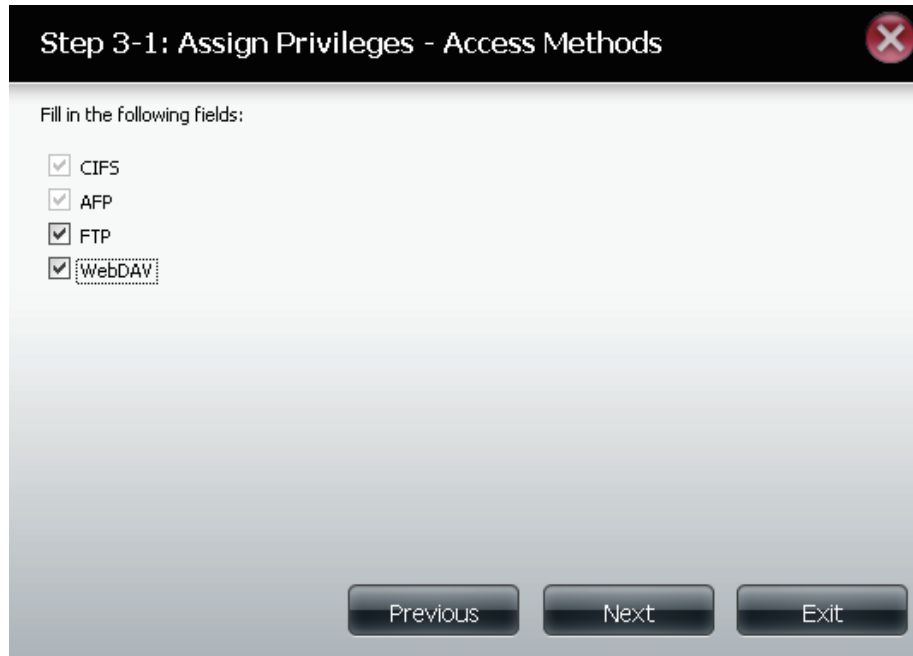 Step 3-1: Assign Privileges - Access Methods
Fill in the following fields:
CIFS
AFP
FTP
WebDAV
Previous Next Exit